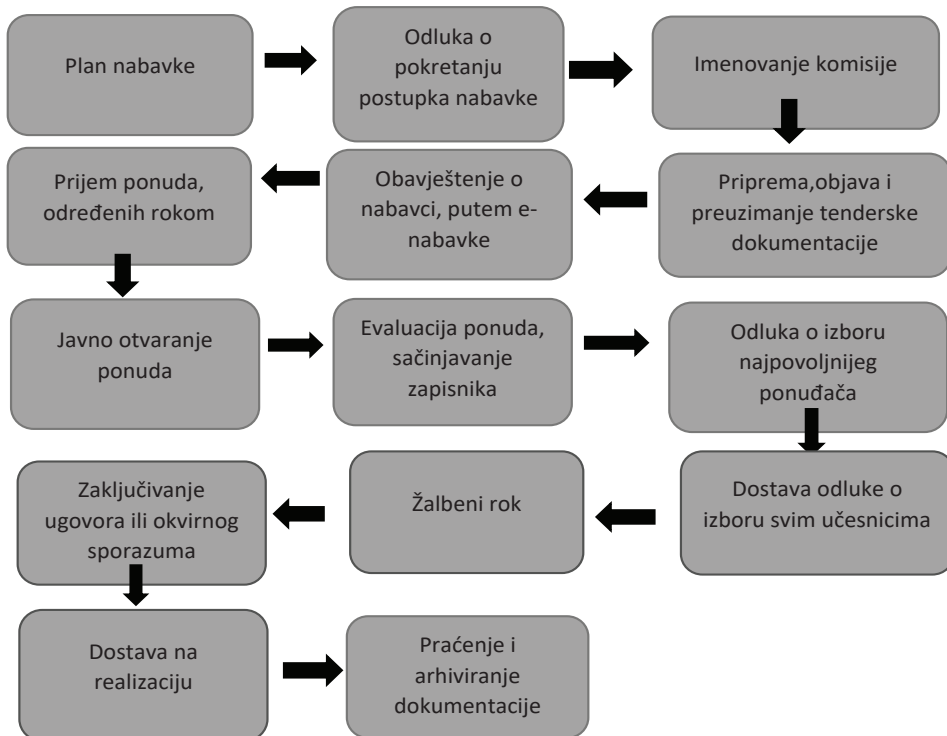 Plan nabavke
Odluka o
pokretanju
postupka nabavke
Imenovanje komisije
Priprema,objava i
preuzimanje tenderske
dokumentacije
Obavještenje o
nabavci, putem e-
nabavke
Prijem ponuda,
određenih rokom
Javno otvaranje
ponuda
Evaluacija ponuda,
sačinjavanje
zapisnika
Odluka o izboru
najpovoljnijeg
ponuđača
Dostava odluke o
izboru svim učesnicima
Žalbeni rok
Zaključivanje
ugovora ili okvirnog
sporazuma
Dostava na
realizaciju
Praćenje i
arhiviranje
dokumentacije